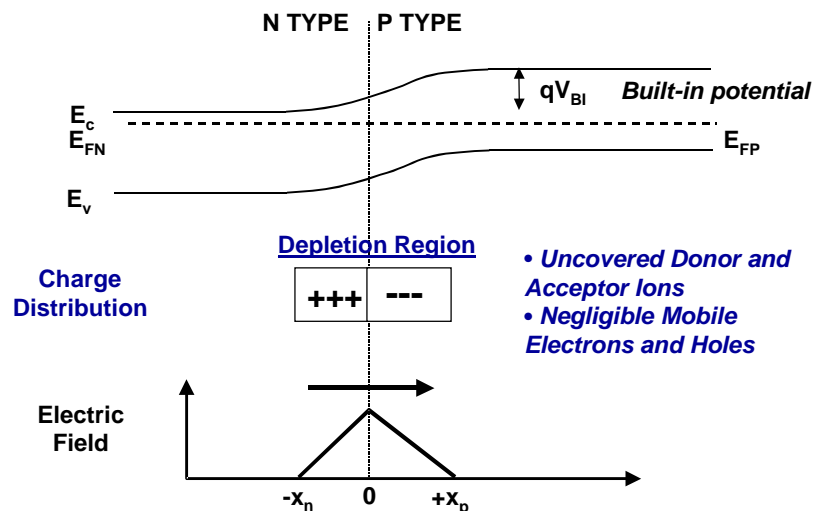 N TYPE P TYPE
qV_BI Built-in potential
E_c
E_FN E_FP
E_v
Depletion Region
Charge
Distribution
+++ ---
• Uncovered Donor and
Acceptor Ions
• Negligible Mobile
Electrons and Holes
Electric
Field
-x_n 0 +x_p